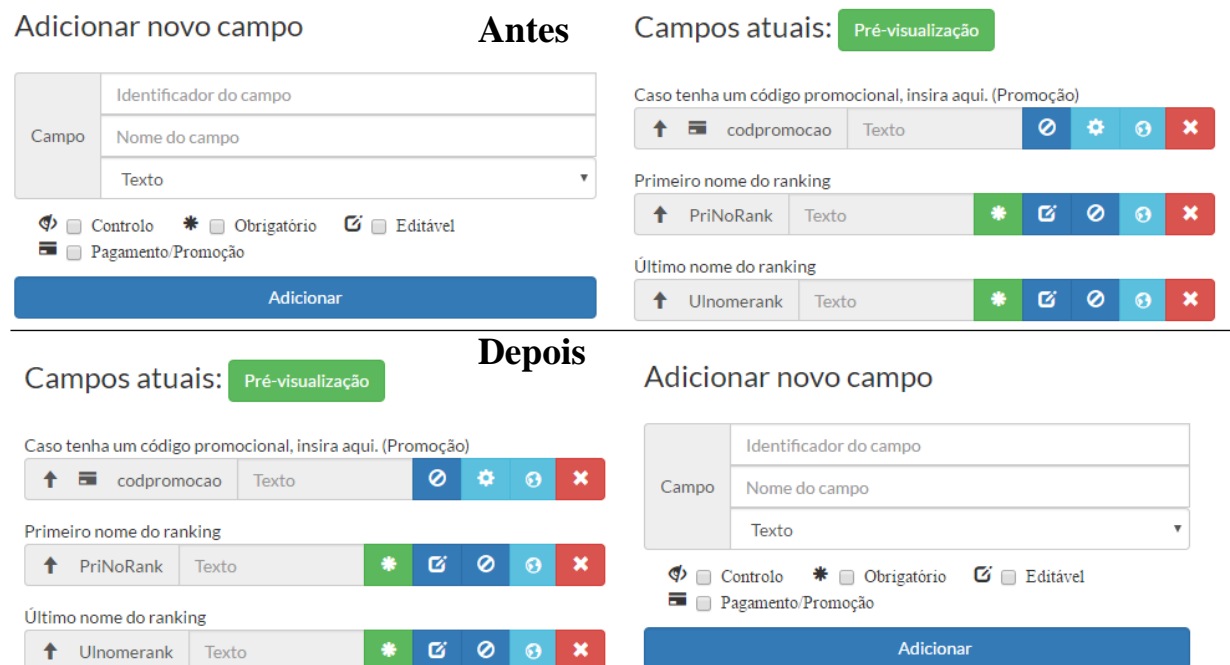 Adicionar novo campo
Antes
Identificador do campo
Campo
Nome do campo
Texto
Controlo Obrigatório Editável
Pagamento/Promoção
Adicionar
Campos atuais: Pré-visualização
Caso tenha um código promocional, insira aqui. (Promoção)
codpromocao Texto
Primeiro nome do ranking
PriNoRank Texto
Último nome do ranking
Ulnomerank Texto
Depois
Campos atuais: Pré-visualização
Caso tenha um código promocional, insira aqui. (Promoção)
codpromocao Texto
Primeiro nome do ranking
PriNoRank Texto
Último nome do ranking
Ulnomerank Texto
Adicionar novo campo
Identificador do campo
Campo
Nome do campo
Texto
Controlo Obrigatório Editável
Pagamento/Promoção
Adicionar